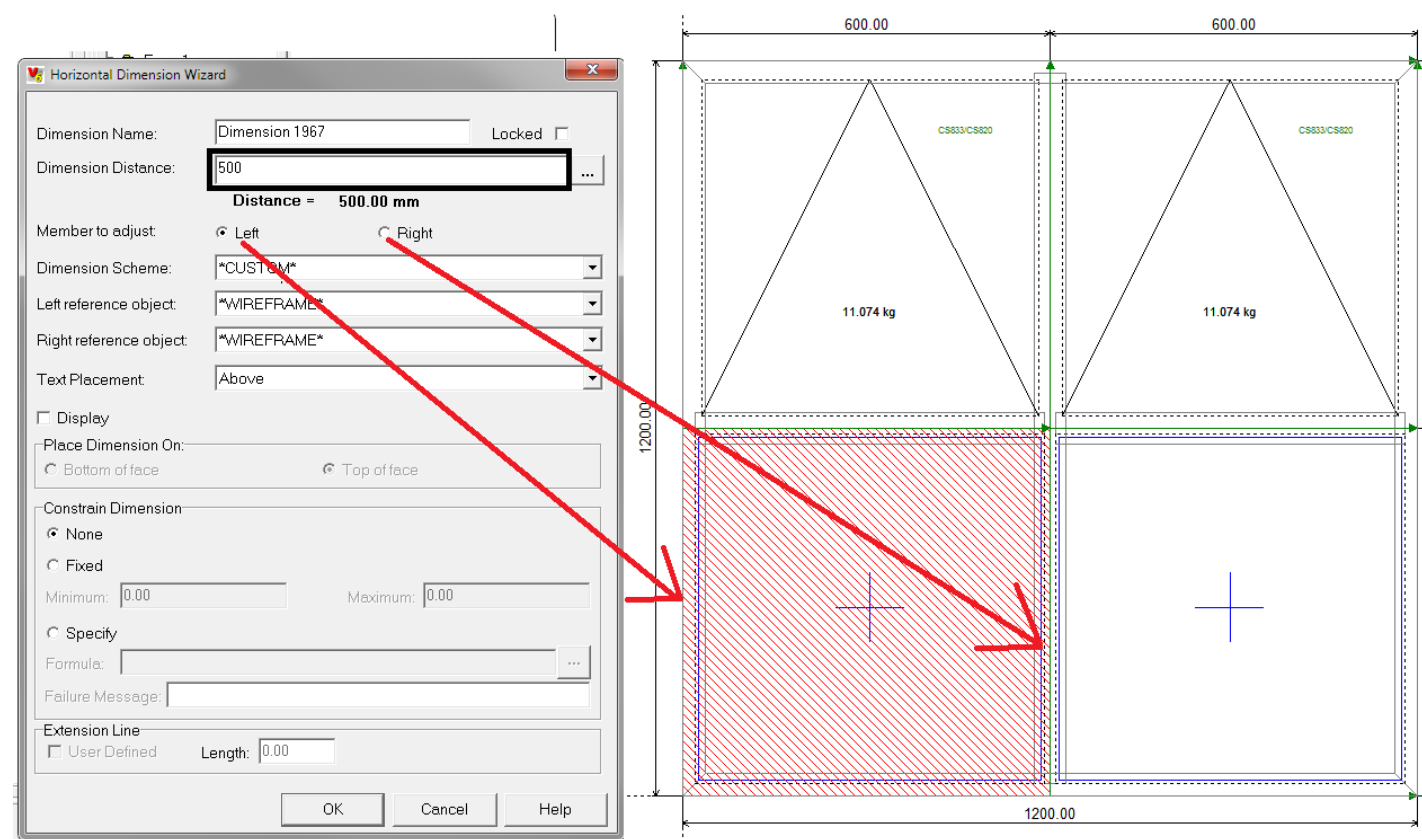 Horizontal Dimension Wizard
Dimension Name: Dimension 1967 Locked
Dimension Distance: 500 ...
Distance = 500.00 mm
Member to adjust: Left Right
Dimension Scheme: *CUSTOM*
Left reference object: *WIREFRAME*
Right reference object: *WIREFRAME*
Text Placement: Above
Display
Place Dimension On:
Bottom of face Top of face
Constrain Dimension
None
Fixed
Minimum: 0.00 Maximum: 0.00
Specify
Formula: ...
Failure Message:
Extension Line
User Defined Length: 0.00
OK Cancel Help
600.00 600.00
CS833/CS820 CS833/CS820
11.074 kg 11.074 kg
1200.00
1200.00